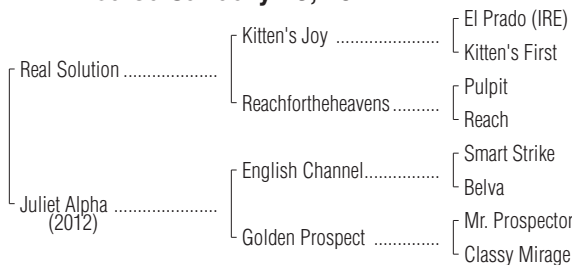 El Prado (IRE)
Kitten's Joy ..................
Kitten's First
Real Solution ...................
Pulpit
Reachfortheheavens..........
Reach
Smart Strike
English Channel...............
Belva
Juliet Alpha .....................
(2012)
Mr. Prospector
Golden Prospect .............
Classy Mirage